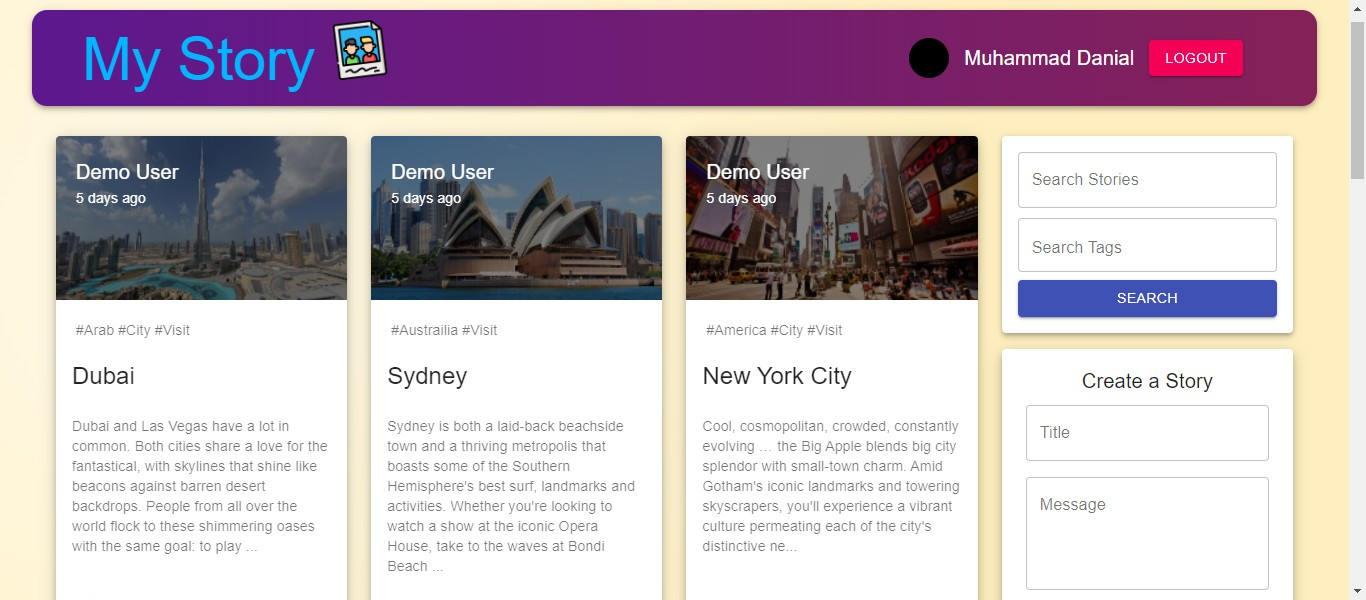 My Story
Muhammad Danial
LOGOUT
Demo User
5 days ago
#Arab #City #Visit
Dubai
Dubai and Las Vegas have a lot in
common. Both cities share a love for the
fantastical, with skylines that shine like
beacons against barren desert
backdrops. People from all over the
world flock to these shimmering oases
with the same goal: to play ...
Demo User
5 days ago
#Austrailia #Visit
Sydney
Sydney is both a laid-back beachside
town and a thriving metropolis that
boasts some of the Southern
Hemisphere's best surf, landmarks and
activities. Whether you're looking to
watch a show at the iconic Opera
House, take to the waves at Bondi
Beach ...
Demo User
5 days ago
#America #City #Visit
New York City
Cool, cosmopolitan, crowded, constantly
evolving … the Big Apple blends big city
splendor with small-town charm. Amid
Gotham's iconic landmarks and towering
skyscrapers, you'll experience a vibrant
culture permeating each of the city's
distinctive ne...
Search Stories
Search Tags
SEARCH
Create a Story
Title
Message